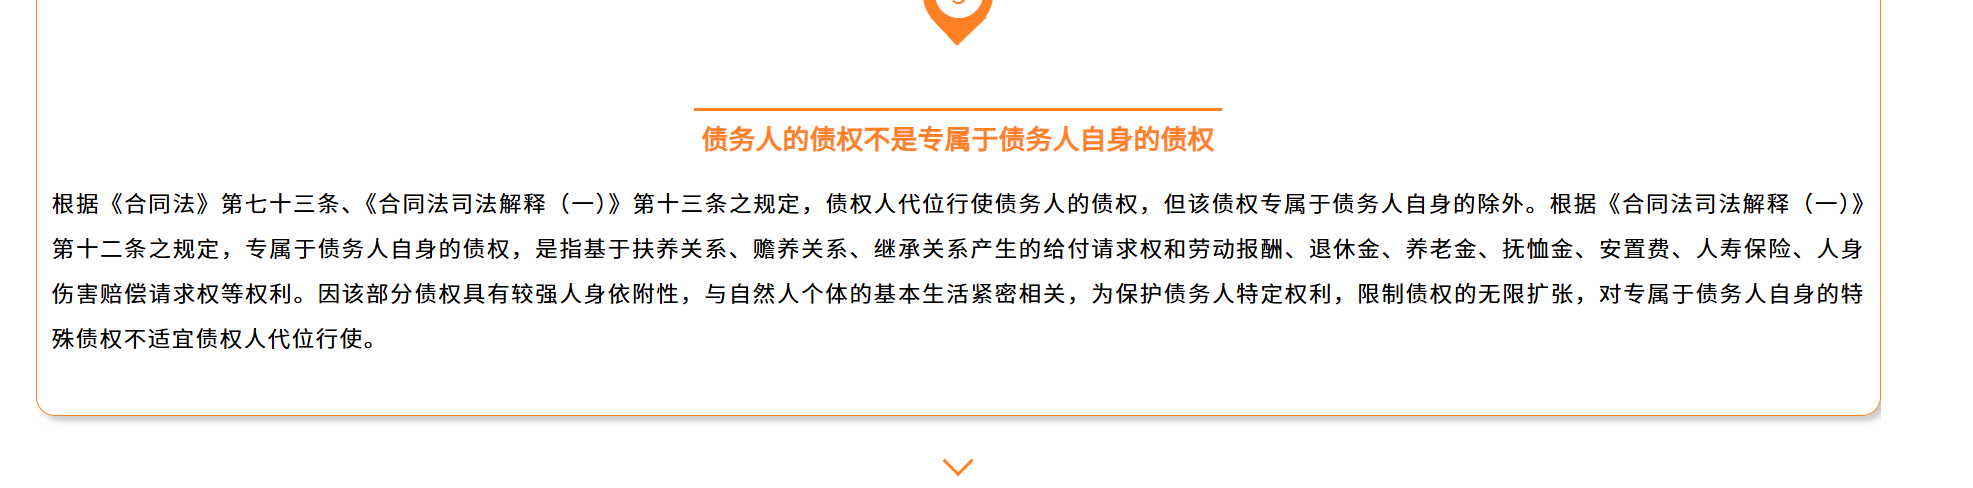 债务人的债权不是专属于债务人自身的债权
根据《合同法》第七十三条、《合同法司法解释（一）》第十三条之规定，债权人代位行使债务人的债权，但该债权专属于债务人自身的除外。根据《合同法司法解释（一）》
第十二条之规定，专属于债务人自身的债权，是指基于扶养关系、赡养关系、继承关系产生的给付请求权和劳动报酬、退休金、养老金、抚恤金、安置费、人寿保险、人身
伤害赔偿请求权等权利。因该部分债权具有较强人身依附性，与自然人个体的基本生活紧密相关，为保护债务人特定权利，限制债权的无限扩张，对专属于债务人自身的特
殊债权不适宜债权人代位行使。